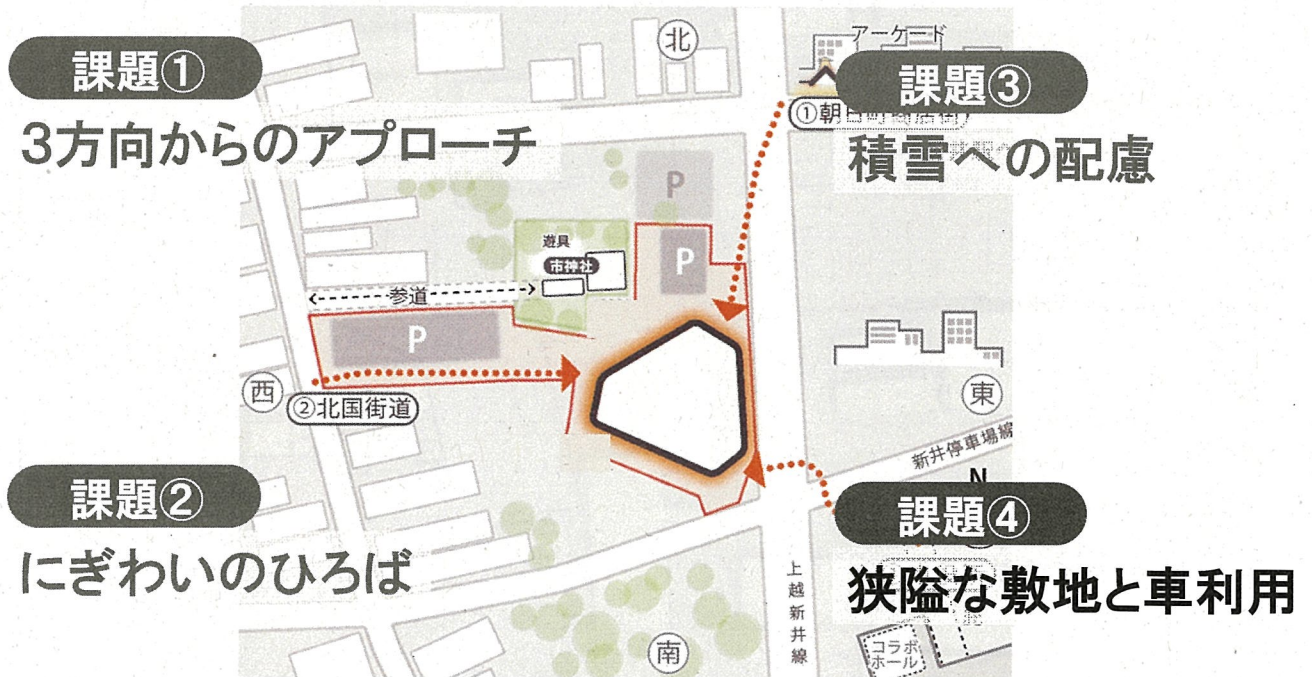 課題①
3方向からのアプローチ
課題②
にぎわいのひろば
課題③
積雪への配慮
課題④
狭隘な敷地と車利用
北
アーケード
①朝日
P
遊具
市神社
P
参道
P
西
②北国街道
東
新井停車場線
N
上越新井線
南
コラボ
ホール